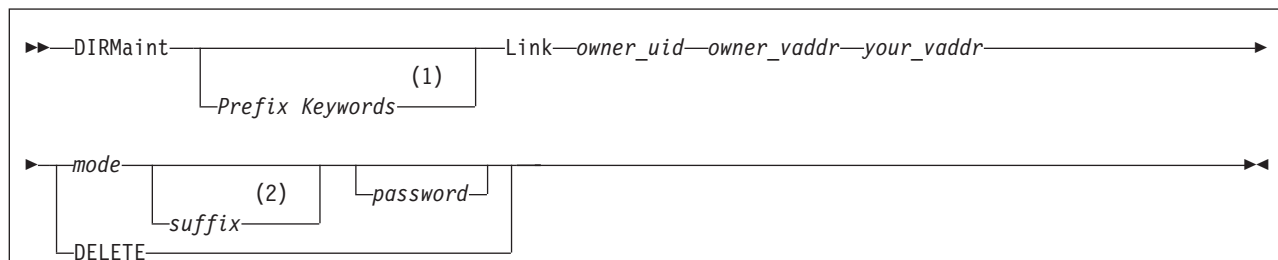 DIRMaint Link owner_uid owner_vaddr your_vaddr
(1)
Prefix Keywords
mode
(2)
password
suffix
DELETE